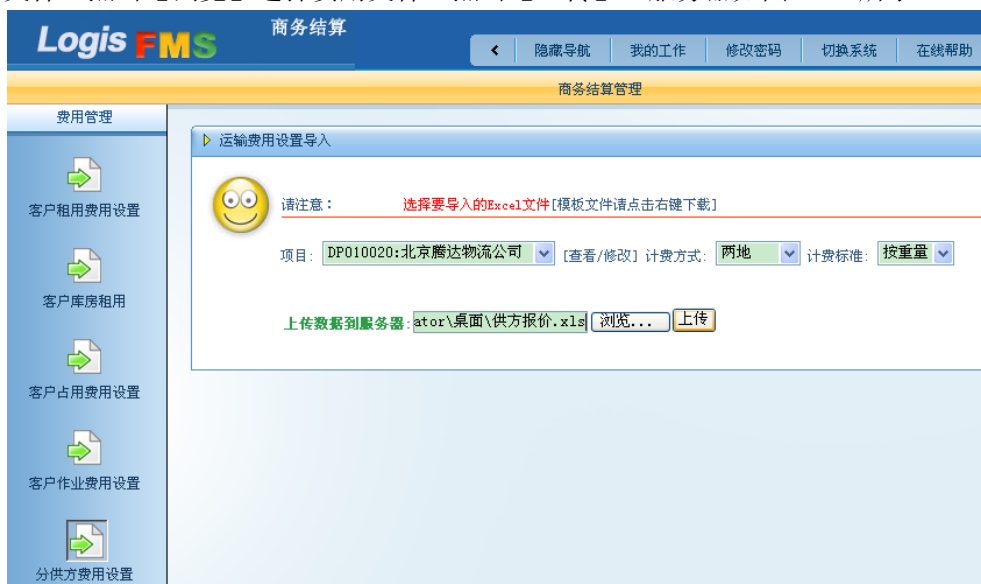 Logis FMS
商务结算
隐藏导航 我的工作 修改密码 切换系统 在线帮助
商务结算管理
费用管理
客户租用费用设置
客户库房租用
客户占用费用设置
客户作业费用设置
分供方费用设置
运输费用设置导入
请注意： 选择要导入的Excel文件[模板文件请点击右键下载]
项目: DP010020:北京腾达物流公司 [查看/修改] 计费方式: 两地 计费标准: 按重量
上传数据到服务器: ator\桌面\供方报价.xls 浏览... 上传